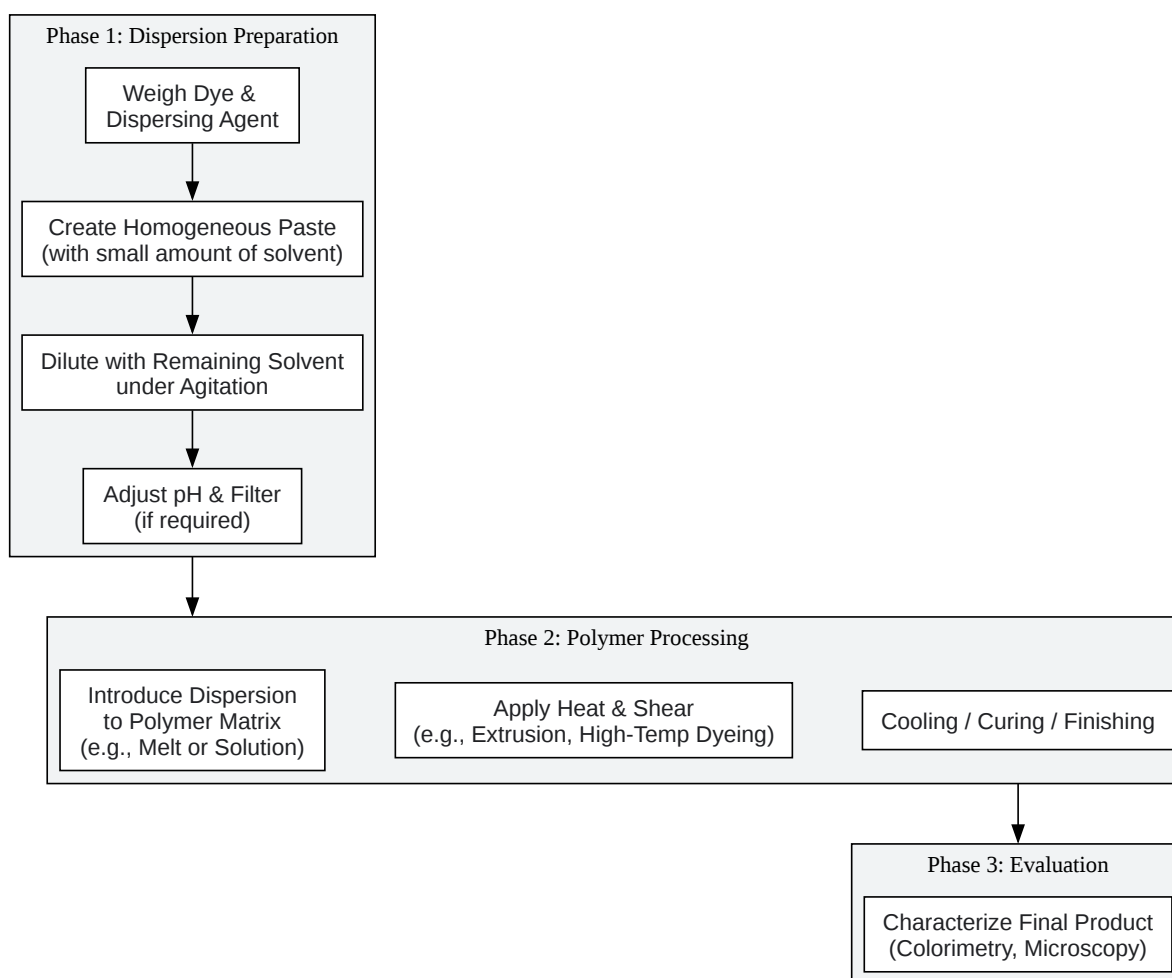 Phase 1: Dispersion Preparation
Weigh Dye &
Dispersing Agent
Create Homogeneous Paste
(with small amount of solvent)
Dilute with Remaining Solvent
under Agitation
Adjust pH & Filter
(if required)
Phase 2: Polymer Processing
Introduce Dispersion
to Polymer Matrix
(e.g., Melt or Solution)
Apply Heat & Shear
(e.g., Extrusion, High-Temp Dyeing)
Cooling / Curing / Finishing
Phase 3: Evaluation
Characterize Final Product
(Colorimetry, Microscopy)